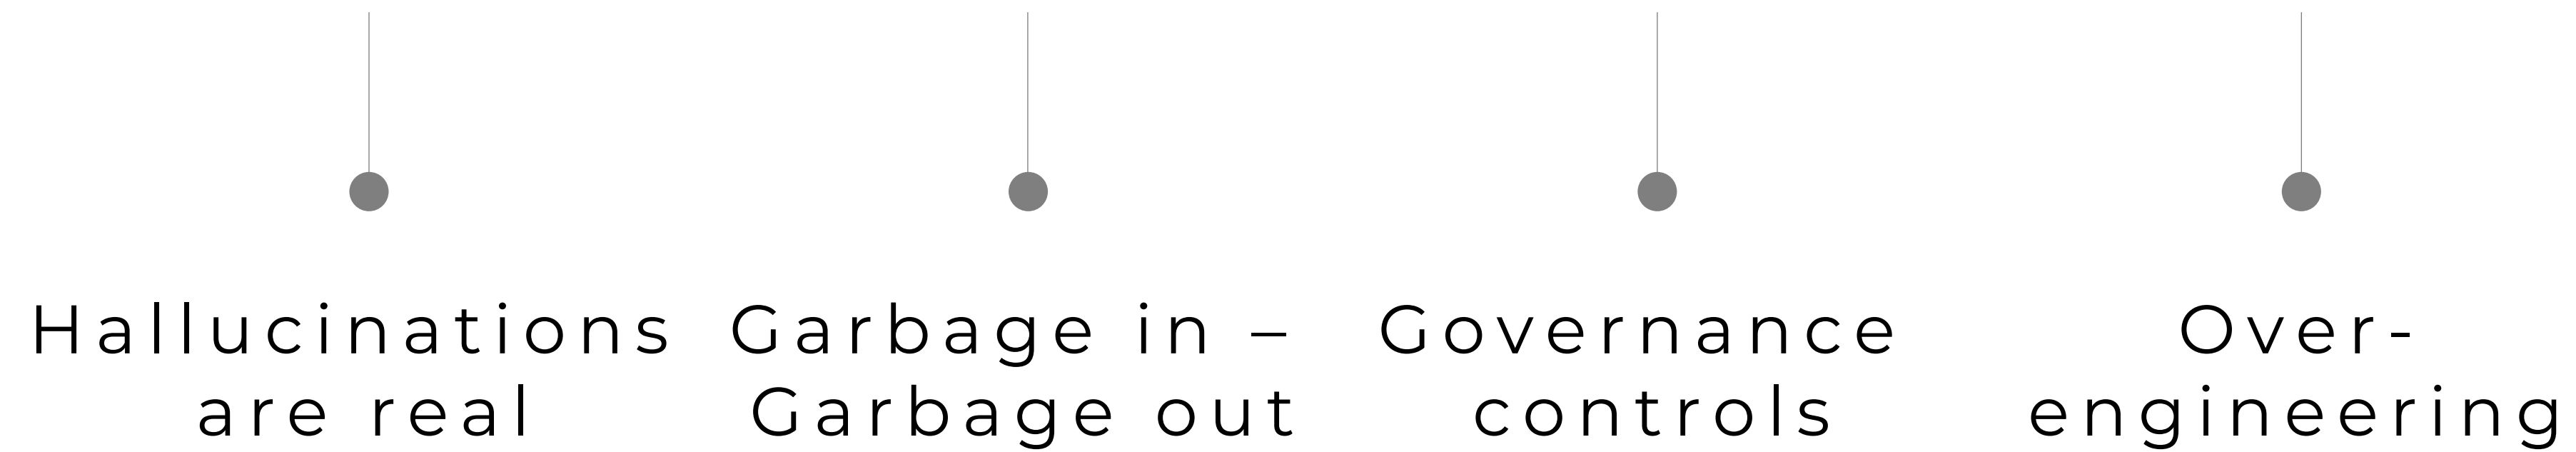 Hallucinations
are real
Garbage in –
Garbage out
Governance
controls
Over-
engineering